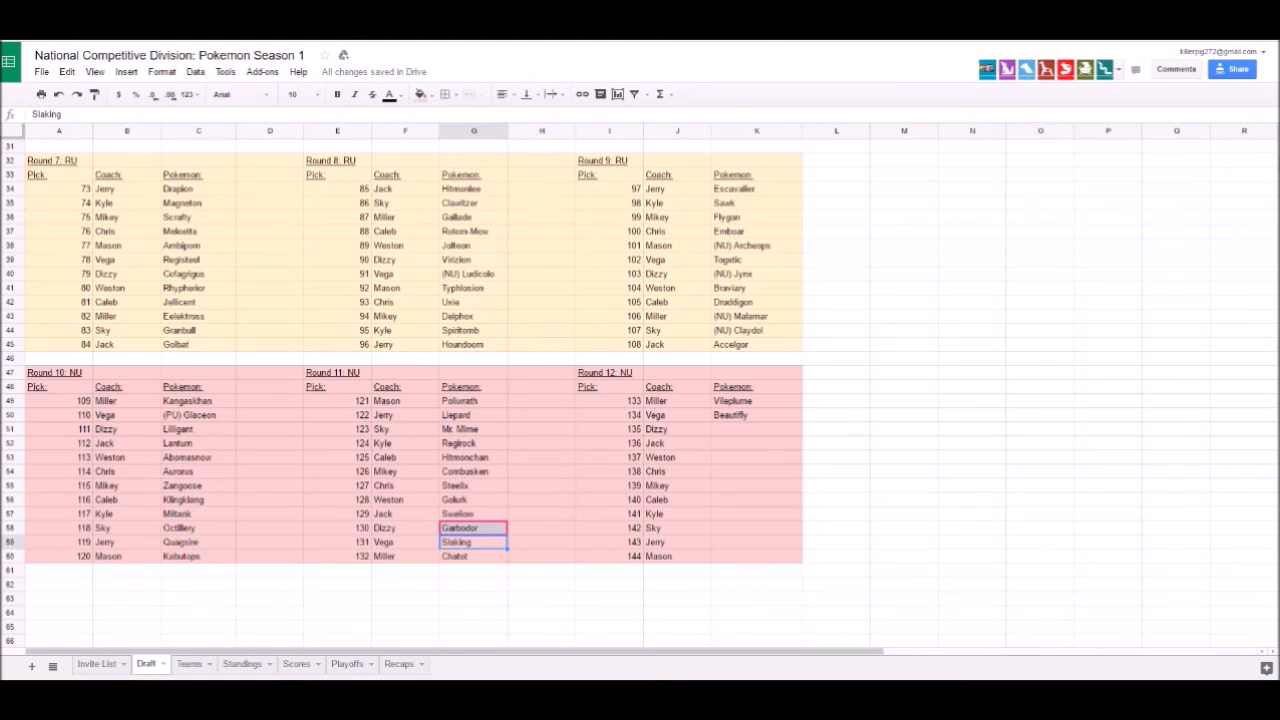 National Competitive Division: Pokemon Season 1
killerpig272@gmail.com
File Edit View Insert Format Data Tools Add-ons Help All changes saved in Drive
Comments Share
$ % .0 .00 123 Arial 10 B I S A
fx Slaking
A B C D E F G H I J K L M N O P Q R
31
32 Round 7: RU Round 8: RU Round 9: RU
33 Pick: Coach: Pokemon: Pick: Coach: Pokemon: Pick: Coach: Pokemon:
34 73 Jerry Drapion 85 Jack Hitmonlee 97 Jerry Escavalier
35 74 Kyle Magneton 86 Sky Clawitzer 98 Kyle Sawk
36 75 Mikey Scrafty 87 Miller Gallade 99 Mikey Flygon
37 76 Chris Meloetta 88 Caleb Rotom-Mow 100 Chris Emboar
38 77 Mason Ambipom 89 Weston Jolteon 101 Mason (NU) Archeops
39 78 Vega Registeel 90 Dizzy Virizion 102 Vega Togetic
40 79 Dizzy Cofagrigus 91 Vega (NU) Ludicolo 103 Dizzy (NU) Jynx
41 80 Weston Rhyperior 92 Mason Typhlosion 104 Weston Braviary
42 81 Caleb Jellicent 93 Chris Uxie 105 Caleb Druddigon
43 82 Miller Eelektross 94 Mikey Delphox 106 Miller (NU) Malamar
44 83 Sky Granbull 95 Kyle Spiritomb 107 Sky (NU) Claydol
45 84 Jack Golbat 96 Jerry Houndoom 108 Jack Accelgor
46
47 Round 10: NU Round 11: NU Round 12: NU
48 Pick: Coach: Pokemon: Pick: Coach: Pokemon: Pick: Coach: Pokemon:
49 109 Miller Kangaskhan 121 Mason Poliwrath 133 Miller Vileplume
50 110 Vega (PU) Glaceon 122 Jerry Liepard 134 Vega Beautifly
51 111 Dizzy Lilligant 123 Sky Mr. Mime 135 Dizzy
52 112 Jack Lanturn 124 Kyle Regirock 136 Jack
53 113 Weston Abomasnow 125 Caleb Hitmonchan 137 Weston
54 114 Chris Aurorus 126 Mikey Combusken 138 Chris
55 115 Mikey Zangoose 127 Chris Steelix 139 Mikey
56 116 Caleb Klingklang 128 Weston Golurk 140 Caleb
57 117 Kyle Miltank 129 Jack Swellow 141 Kyle
58 118 Sky Octillery 130 Dizzy Garbodor 142 Sky
59 119 Jerry Quagsire 131 Vega Slaking 143 Jerry
60 120 Mason Kabutops 132 Miller Chatot 144 Mason
61
62
63
64
65
66
+ Invite List Draft Teams Standings Scores Playoffs Recaps